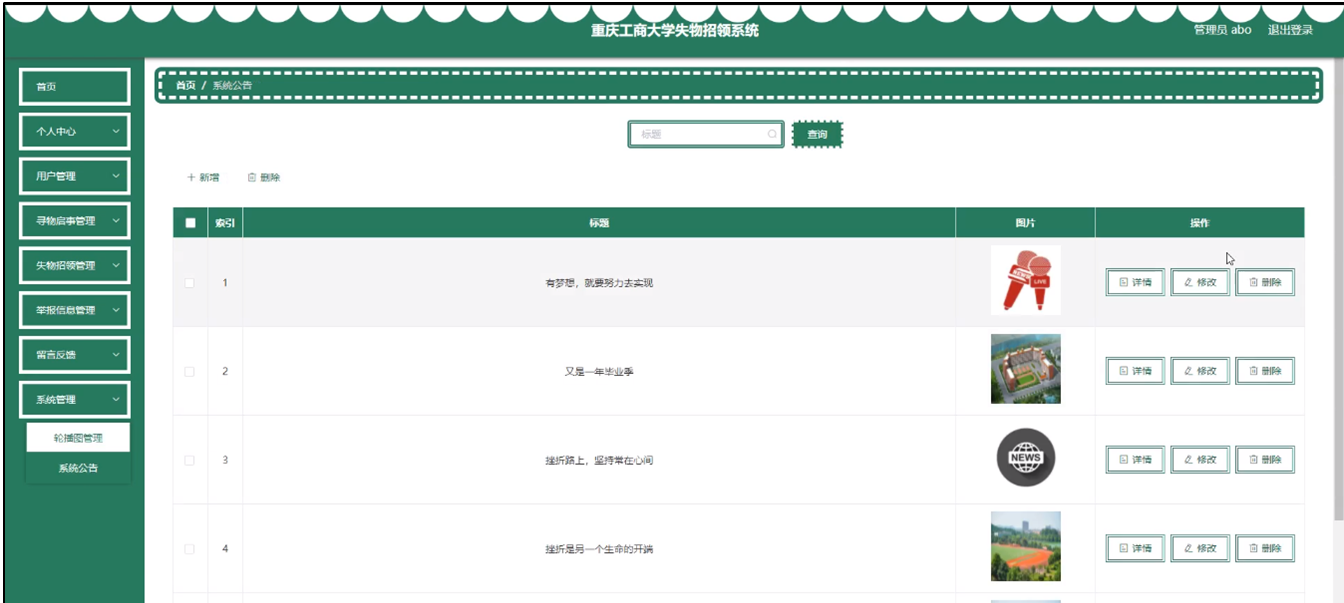 重庆工商大学失物招领系统
管理员 abo 退出登录
首页
个人中心
用户管理
寻物启事管理
失物招领管理
举报信息管理
留言反馈
系统管理
轮播图管理
系统公告
首页 / 系统公告
标题 查询
新增 删除
索引 标题 图片 操作
1 有梦想，就要努力去实现 NEWS LIVE 详情 修改 删除
2 又是一年毕业季 详情 修改 删除
3 挫折路上，坚持常在心间 NEWS 详情 修改 删除
4 挫折是另一个生命的开端 详情 修改 删除